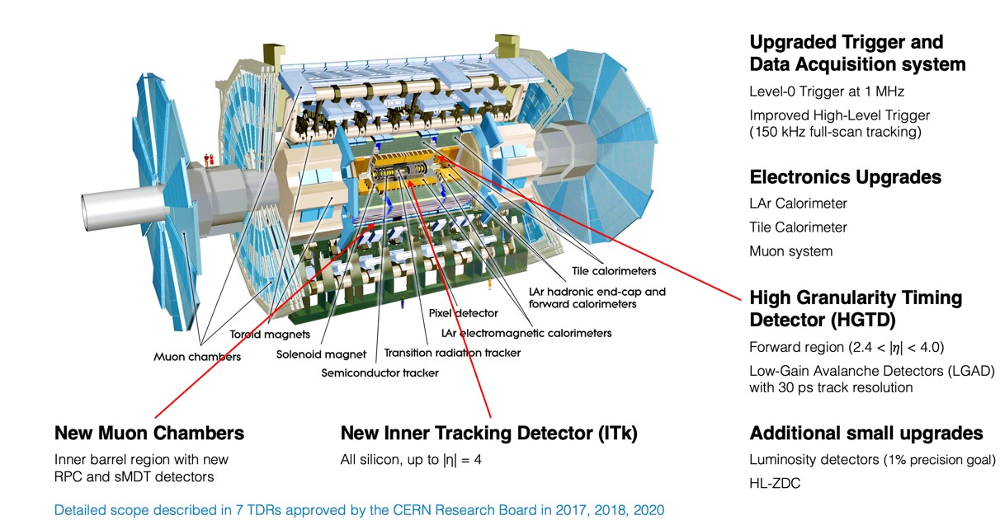 Upgraded Trigger and
Data Acquisition system
Level-0 Trigger at 1 MHz
Improved High-Level Trigger
(150 kHz full-scan tracking)
Electronics Upgrades
LAr Calorimeter
Tile Calorimeter
Muon system
High Granularity Timing
Detector (HGTD)
Forward region (2.4 < |η| < 4.0)
Low-Gain Avalanche Detectors (LGAD)
with 30 ps track resolution
Additional small upgrades
Luminosity detectors (1% precision goal)
HL-ZDC
Tile calorimeters
LAr hadronic end-cap and
forward calorimeters
Pixel detector
LAr electromagnetic calorimeters
Toroid magnets
Muon chambers
Solenoid magnet
Transition radiation tracker
Semiconductor tracker
New Muon Chambers
Inner barrel region with new
RPC and sMDT detectors
New Inner Tracking Detector (ITk)
All silicon, up to |η| = 4
Detailed scope described in 7 TDRs approved by the CERN Research Board in 2017, 2018, 2020